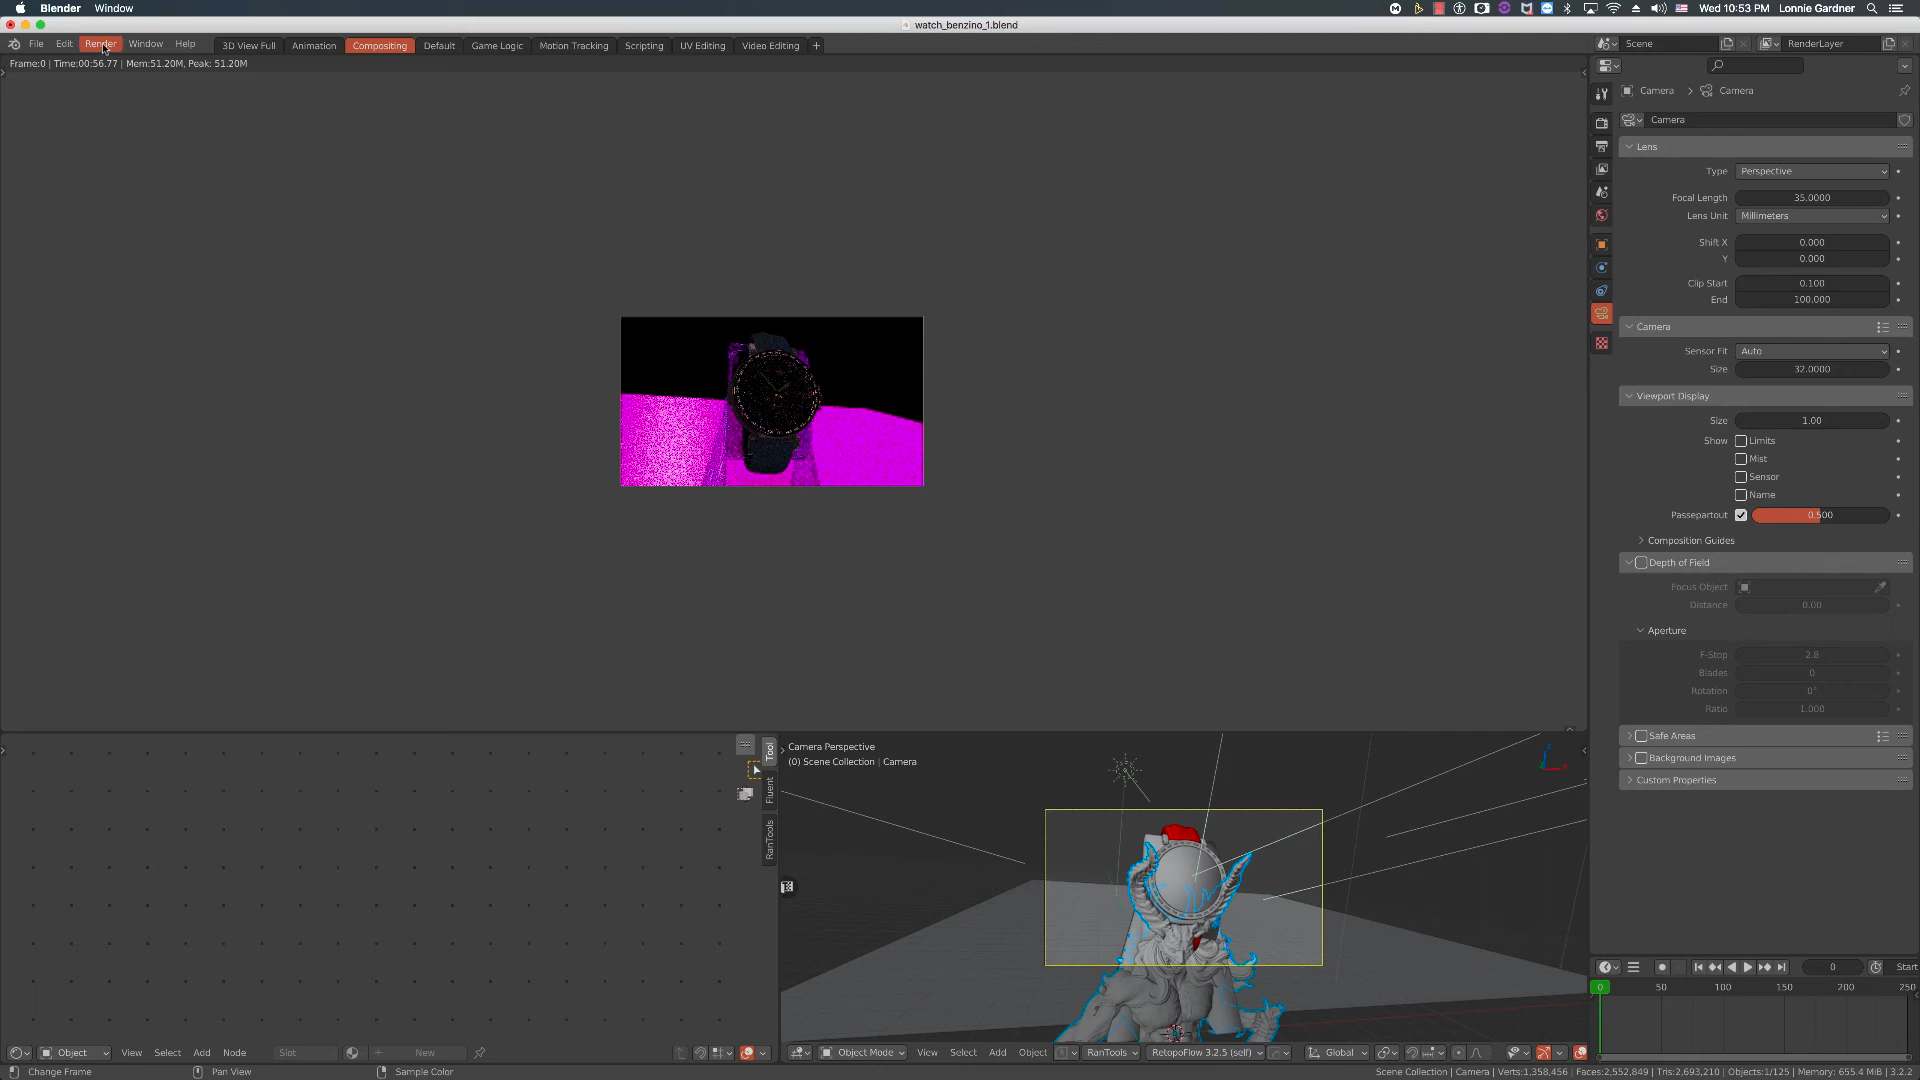 Blender Window
Wed 10:53 PM Lonnie Gardner
watch_benzino_1.blend
File Edit Render Window Help
3D View Full Animation Compositing Default Game Logic Motion Tracking Scripting UV Editing Video Editing +
Scene
RenderLayer
Frame:0 | Time:00:56.77 | Mem:51.20M, Peak: 51.20M
Camera > Camera
Camera
Lens
Type Perspective
Focal Length 35.0000
Lens Unit Millimeters
Shift X 0.000
Y 0.000
Clip Start 0.100
End 100.000
Camera
Sensor Fit Auto
Size 32.0000
Viewport Display
Size 1.00
Show Limits
Mist
Sensor
Name
Passepartout 0.500
Composition Guides
Depth of Field
Focus Object
Distance 0.00
Aperture
F-Stop 2.8
Blades 0
Rotation 0°
Ratio 1.000
Safe Areas
Background Images
Custom Properties
Tool
Fluent
RanTools
Camera Perspective
(0) Scene Collection | Camera
0 Start
0 50 100 150 200 250
Object View Select Add Node Slot + New
Object Mode View Select Add Object RanTools RetopoFlow 3.2.5 (self) Global
Change Frame Pan View Sample Color
Scene Collection | Camera | Verts:1,358,456 | Faces:2,552,849 | Tris:2,693,210 | Objects:1/125 | Memory: 655.4 MiB | 3.2.2